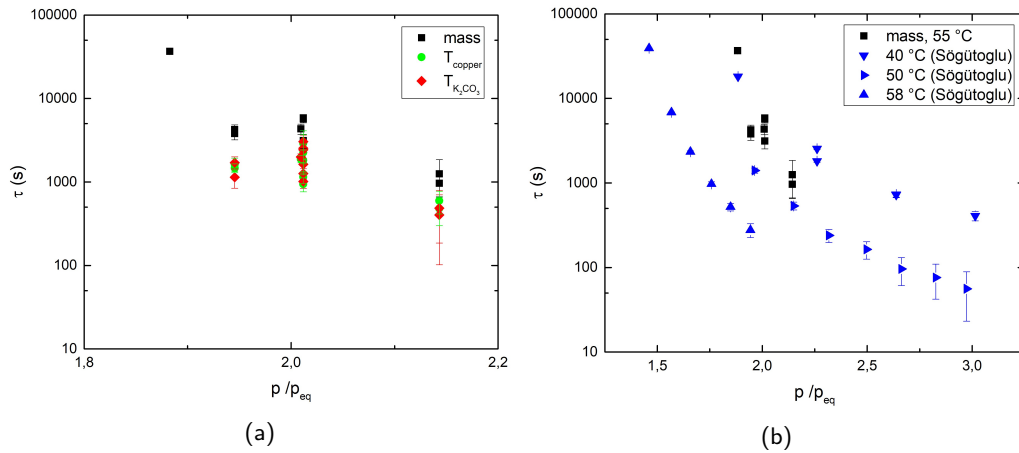 100000
10000
1000
100
10
τ (s)
1,8
2,0
2,2
p /p_eq
mass
T_copper
T_K₂CO₃
(a)
100000
10000
1000
100
10
τ (s)
1,5
2,0
2,5
3,0
p /p_eq
mass, 55 °C
40 °C (Sögütoglu)
50 °C (Sögütoglu)
58 °C (Sögütoglu)
(b)